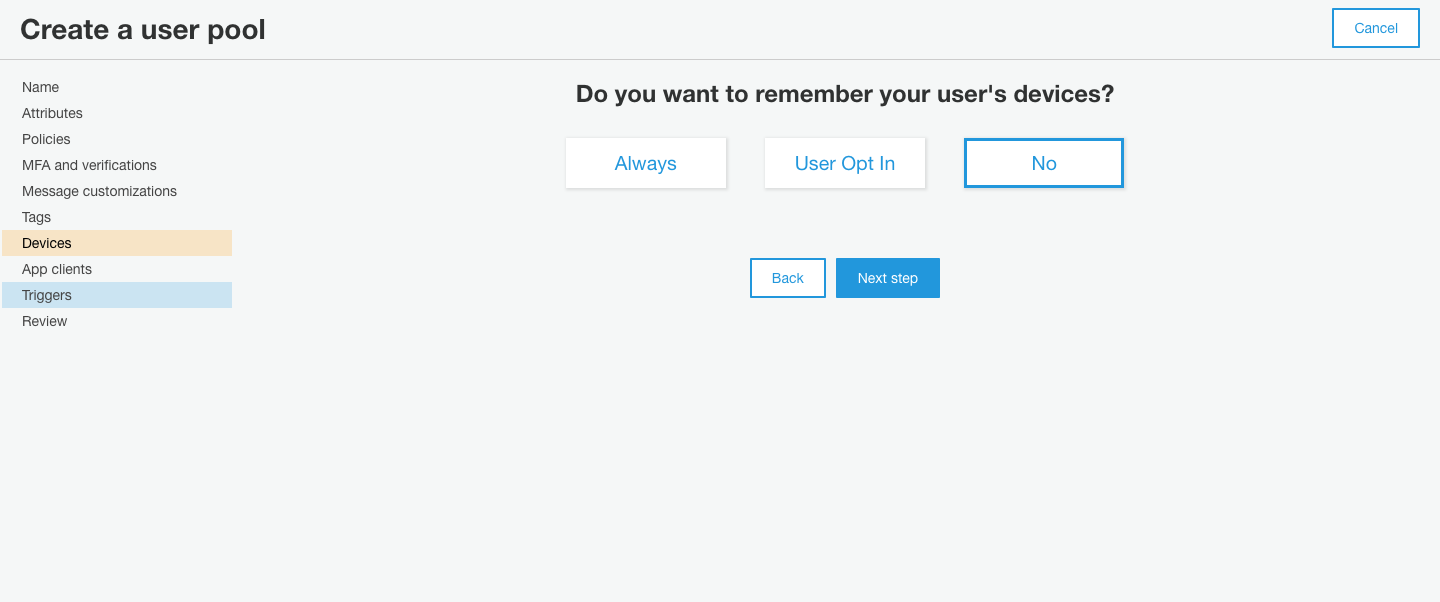 Create a user pool
Cancel
Name
Attributes
Policies
MFA and verifications
Message customizations
Tags
Devices
App clients
Triggers
Review
Do you want to remember your user's devices?
Always
User Opt In
No
Back
Next step